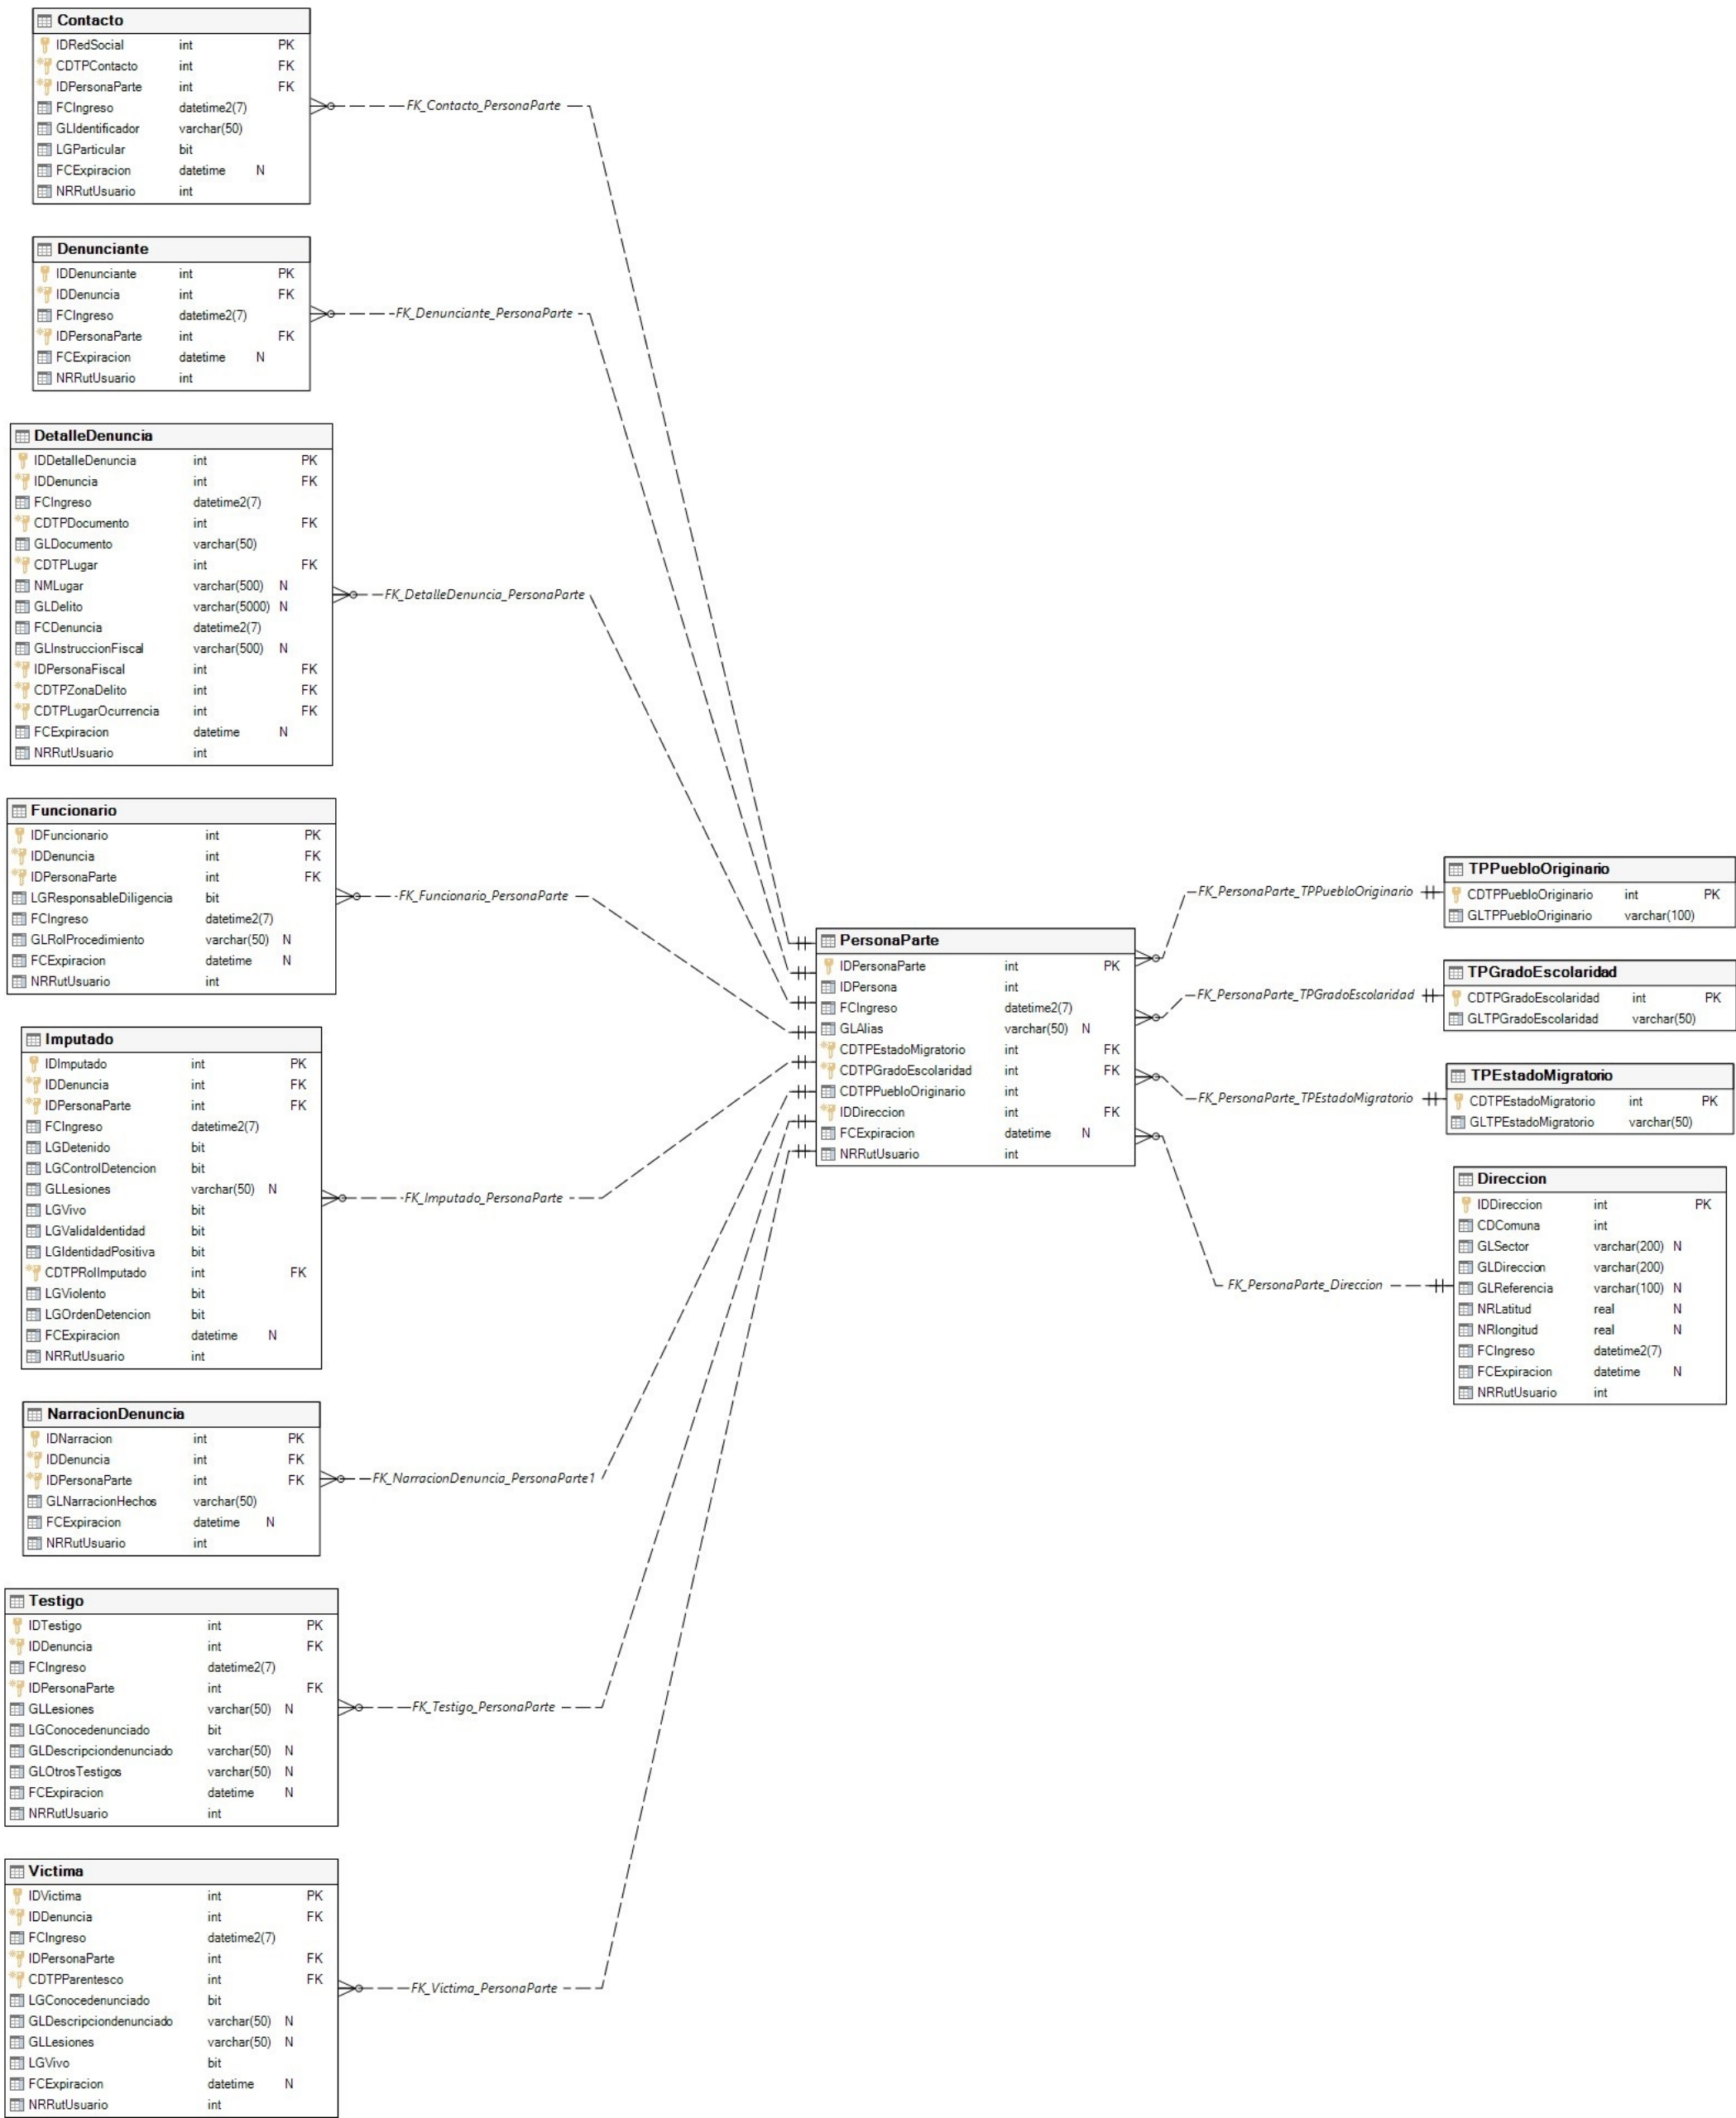 Contacto
IDRedSocial int PK
CDTPContacto int FK
IDPersonaParte int FK
FCIngreso datetime2(7)
GLIdentificador varchar(50)
LGParticular bit
FCExpiracion datetime N
NRRutUsuario int
FK_Contacto_PersonaParte
Denunciante
IDDenunciante int PK
IDDenuncia int FK
FCIngreso datetime2(7)
IDPersonaParte int FK
FCExpiracion datetime N
NRRutUsuario int
FK_Denunciante_PersonaParte
DetalleDenuncia
IDDetalleDenuncia int PK
IDDenuncia int FK
FCIngreso datetime2(7)
CDTPDocumento int FK
GLDocumento varchar(50)
CDTPLugar int FK
NMLugar varchar(500) N
GLDelito varchar(5000) N
FCDenuncia datetime2(7)
GLInstruccionFiscal varchar(500) N
IDPersonaFiscal int FK
CDTPZonaDelito int FK
CDTPLugarOcurrencia int FK
FCExpiracion datetime N
NRRutUsuario int
FK_DetalleDenuncia_PersonaParte
Funcionario
IDFuncionario int PK
IDDenuncia int FK
IDPersonaParte int FK
LGResponsableDiligencia bit
FCIngreso datetime2(7)
GLRolProcedimiento varchar(50) N
FCExpiracion datetime N
NRRutUsuario int
FK_Funcionario_PersonaParte
Imputado
IDImputado int PK
IDDenuncia int FK
IDPersonaParte int FK
FCIngreso datetime2(7)
LGDetenido bit
LGControlDetencion bit
GLLesiones varchar(50) N
LGVivo bit
LGValidaIdentidad bit
LGIdentidadPositiva bit
CDTPRolImputado int FK
LGViolento bit
LGOrdenDetencion bit
FCExpiracion datetime N
NRRutUsuario int
FK_Imputado_PersonaParte
NarracionDenuncia
IDNarracion int PK
IDDenuncia int FK
IDPersonaParte int FK
GLNarracionHechos varchar(50)
FCExpiracion datetime N
NRRutUsuario int
FK_NarracionDenuncia_PersonaParte1
Testigo
IDTestigo int PK
IDDenuncia int FK
FCIngreso datetime2(7)
IDPersonaParte int FK
GLLesiones varchar(50) N
LGConocedenunciado bit
GLDescripciondenunciado varchar(50) N
GLOtrosTestigos varchar(50) N
FCExpiracion datetime N
NRRutUsuario int
FK_Testigo_PersonaParte
Victima
IDVictima int PK
IDDenuncia int FK
FCIngreso datetime2(7)
IDPersonaParte int FK
CDTPParentesco int FK
LGConocedenunciado bit
GLDescripciondenunciado varchar(50) N
GLLesiones varchar(50) N
LGVivo bit
FCExpiracion datetime N
NRRutUsuario int
FK_Victima_PersonaParte
PersonaParte
IDPersonaParte int PK
IDPersona int
FCIngreso datetime2(7)
GLAlias varchar(50) N
CDTPEstadoMigratorio int FK
CDTPGradoEscolaridad int FK
CDTPPuebloOriginario int
IDDireccion int FK
FCExpiracion datetime N
NRRutUsuario int
FK_PersonaParte_TPPuebloOriginario
FK_PersonaParte_TPGradoEscolaridad
FK_PersonaParte_TPEstadoMigratorio
FK_PersonaParte_Direccion
TPPuebloOriginario
CDTPPuebloOriginario int PK
GLTPPuebloOriginario varchar(100)
TPGradoEscolaridad
CDTPGradoEscolaridad int PK
GLTPGradoEscolaridad varchar(50)
TPEstadoMigratorio
CDTPEstadoMigratorio int PK
GLTPEstadoMigratorio varchar(50)
Direccion
IDDireccion int PK
CDComuna int
GLSector varchar(200) N
GLDireccion varchar(200)
GLReferencia varchar(100) N
NRLatitud real N
NRlongitud real N
FCIngreso datetime2(7)
FCExpiracion datetime N
NRRutUsuario int